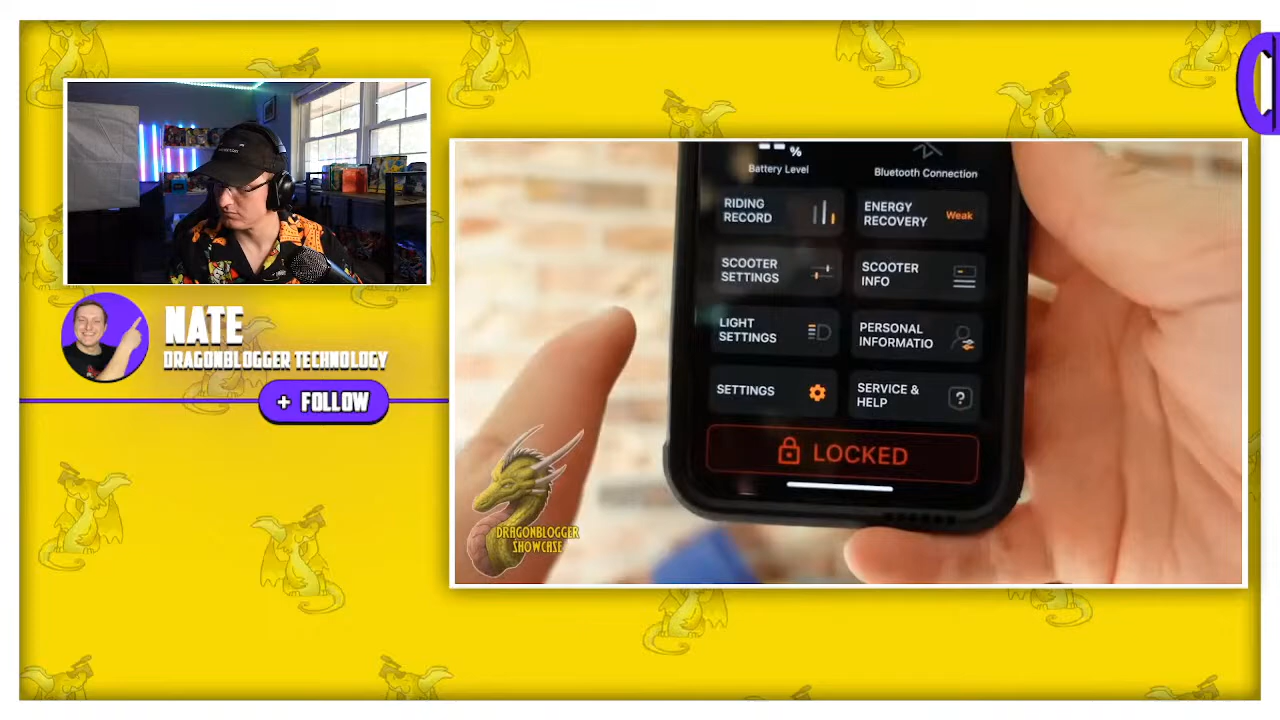 NATE
DRAGONBLOGGER TECHNOLOGY
+ FOLLOW
%
Battery Level
Bluetooth Connection
RIDING
RECORD
ENERGY
RECOVERY
Weak
SCOOTER
SETTINGS
SCOOTER
INFO
LIGHT
SETTINGS
PERSONAL
INFORMATIO
SETTINGS
SERVICE &
HELP
LOCKED
DRAGONBLOGGER
SHOWCASE